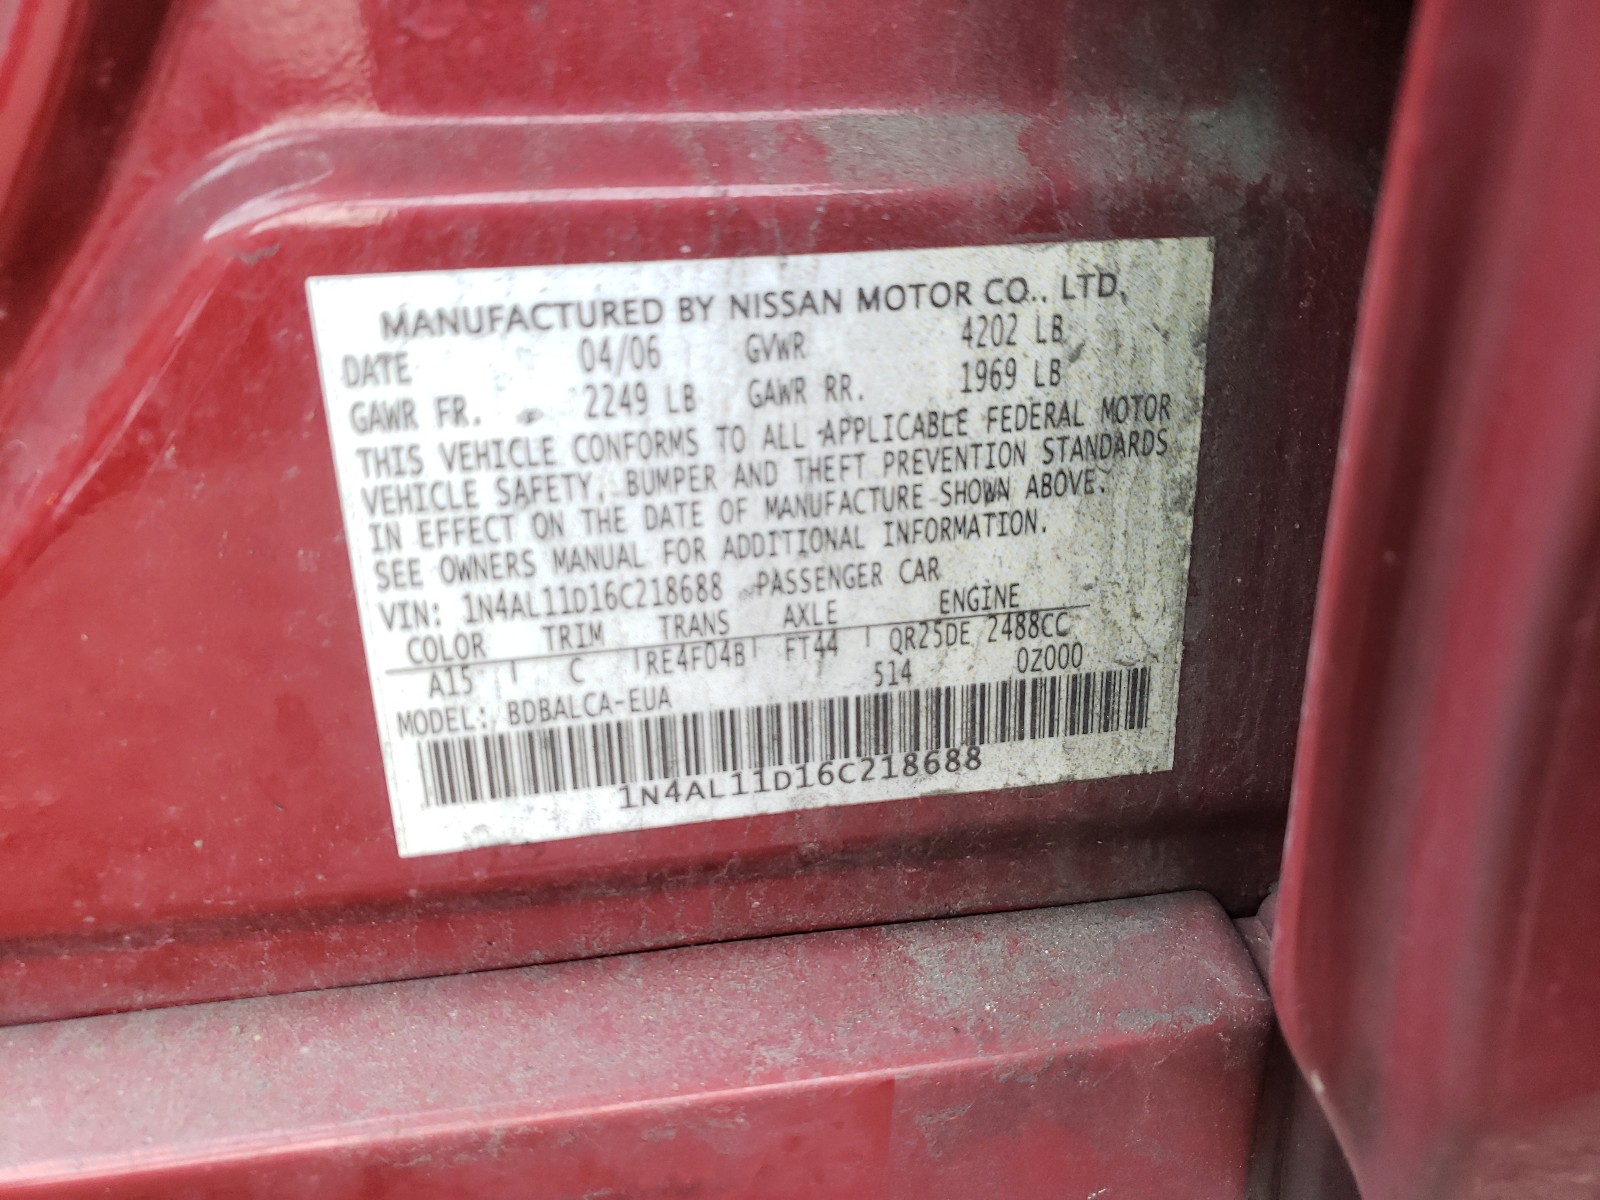 MANUFACTURED BY NISSAN MOTOR CO., LTD.
DATE 04/06 GVWR 4202 LB
GAWR FR. 2249 LB GAWR RR. 1969 LB
THIS VEHICLE CONFORMS TO ALL APPLICABLE FEDERAL MOTOR
VEHICLE SAFETY, BUMPER AND THEFT PREVENTION STANDARDS
IN EFFECT ON THE DATE OF MANUFACTURE SHOWN ABOVE.
SEE OWNERS MANUAL FOR ADDITIONAL INFORMATION.
VIN: 1N4AL11D16C218688 PASSENGER CAR
COLOR TRIM TRANS AXLE ENGINE
A15 C RE4F04B FT44 QR25DE 2488CC
MODEL: BDBALCA-EUA 514 0Z000
1N4AL11D16C218688